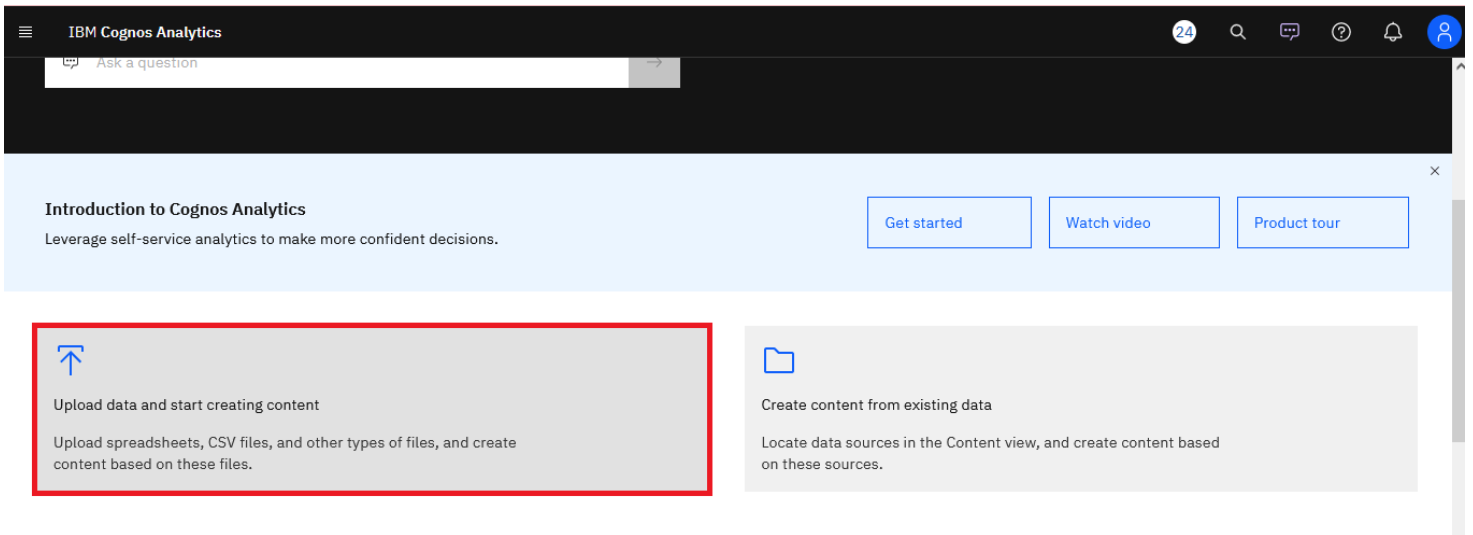 IBM Cognos Analytics
24
Ask a question
Introduction to Cognos Analytics
Leverage self-service analytics to make more confident decisions.
Get started
Watch video
Product tour
Upload data and start creating content
Upload spreadsheets, CSV files, and other types of files, and create
content based on these files.
Create content from existing data
Locate data sources in the Content view, and create content based
on these sources.